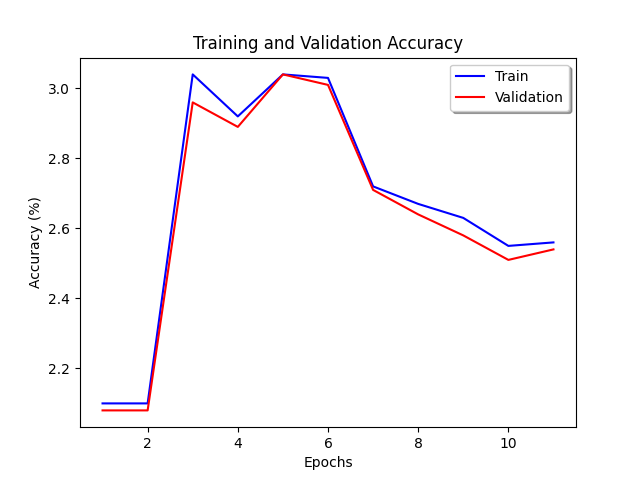 Training and Validation Accuracy
Train
Validation
3.0
2.8
2.6
2.4
2.2
Accuracy (%)
2
4
6
8
10
Epochs